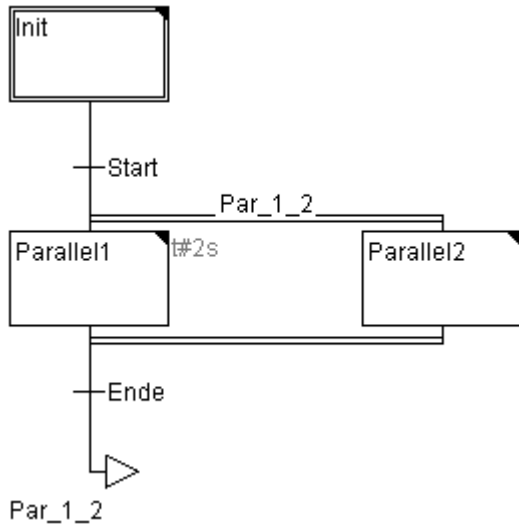 Init
Start
Par_1_2
Parallel1
t#2s
Parallel2
Ende
Par_1_2